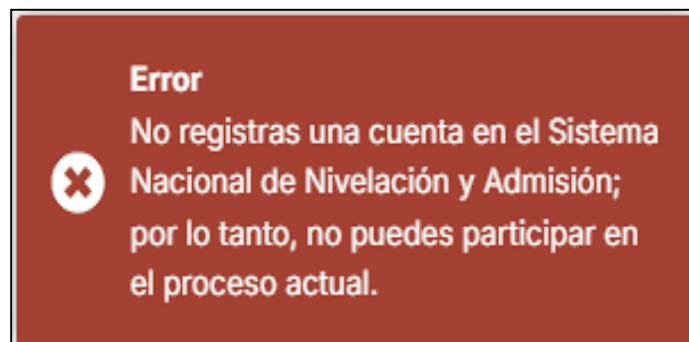 Error
No registras una cuenta en el Sistema
Nacional de Nivelación y Admisión;
por lo tanto, no puedes participar en
el proceso actual.